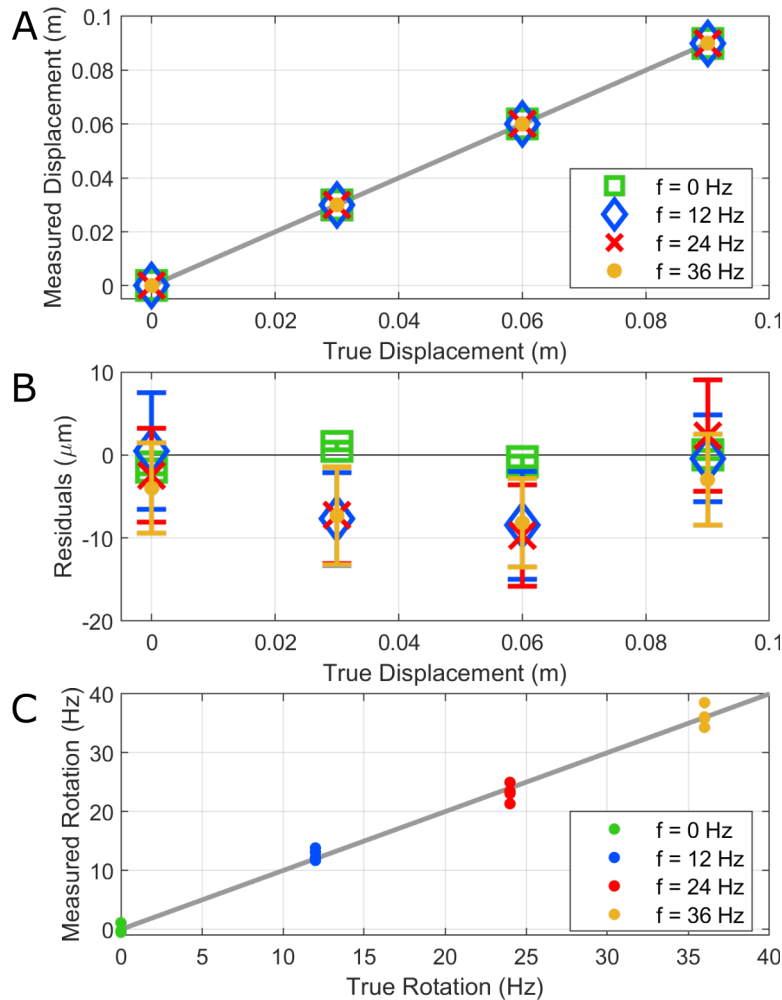 A
Measured Displacement (m)
0.1
0.08
0.06
0.04
0.02
0
f = 0 Hz
f = 12 Hz
f = 24 Hz
f = 36 Hz
0 0.02 0.04 0.06 0.08 0.1
True Displacement (m)
B
Residuals (μm)
10
0
-10
-20
0 0.02 0.04 0.06 0.08 0.1
True Displacement (m)
C
Measured Rotation (Hz)
40
30
20
10
0
f = 0 Hz
f = 12 Hz
f = 24 Hz
f = 36 Hz
0 5 10 15 20 25 30 35 40
True Rotation (Hz)